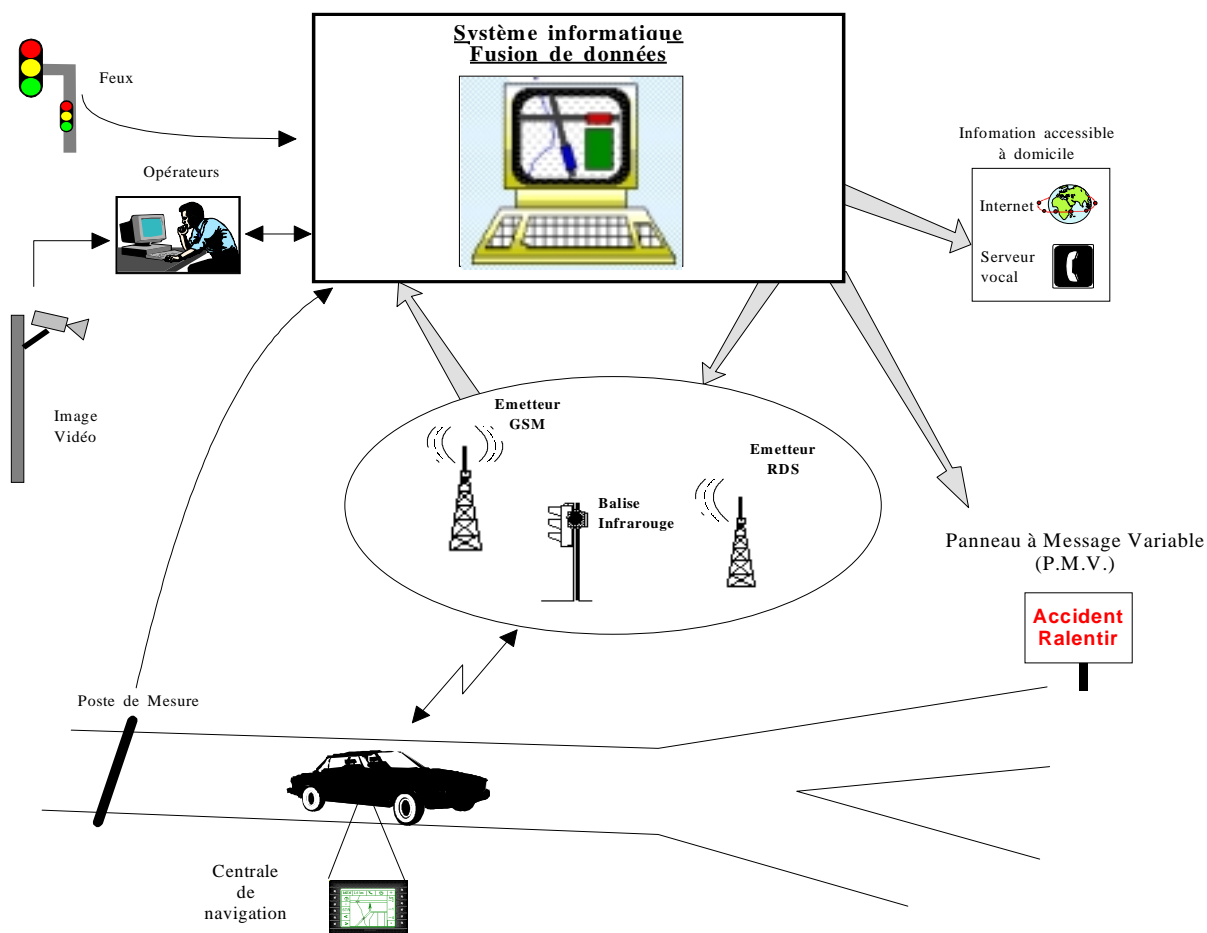 Système informatique
Fusion de données
Feux
Opérateurs
Image
Vidéo
Infomation accessible
à domicile
Internet
Serveur
vocal
Emetteur
GSM
Emetteur
RDS
Balise
Infrarouge
Panneau à Message Variable
(P.M.V.)
Accident
Ralentir
Poste de Mesure
Centrale
de
navigation